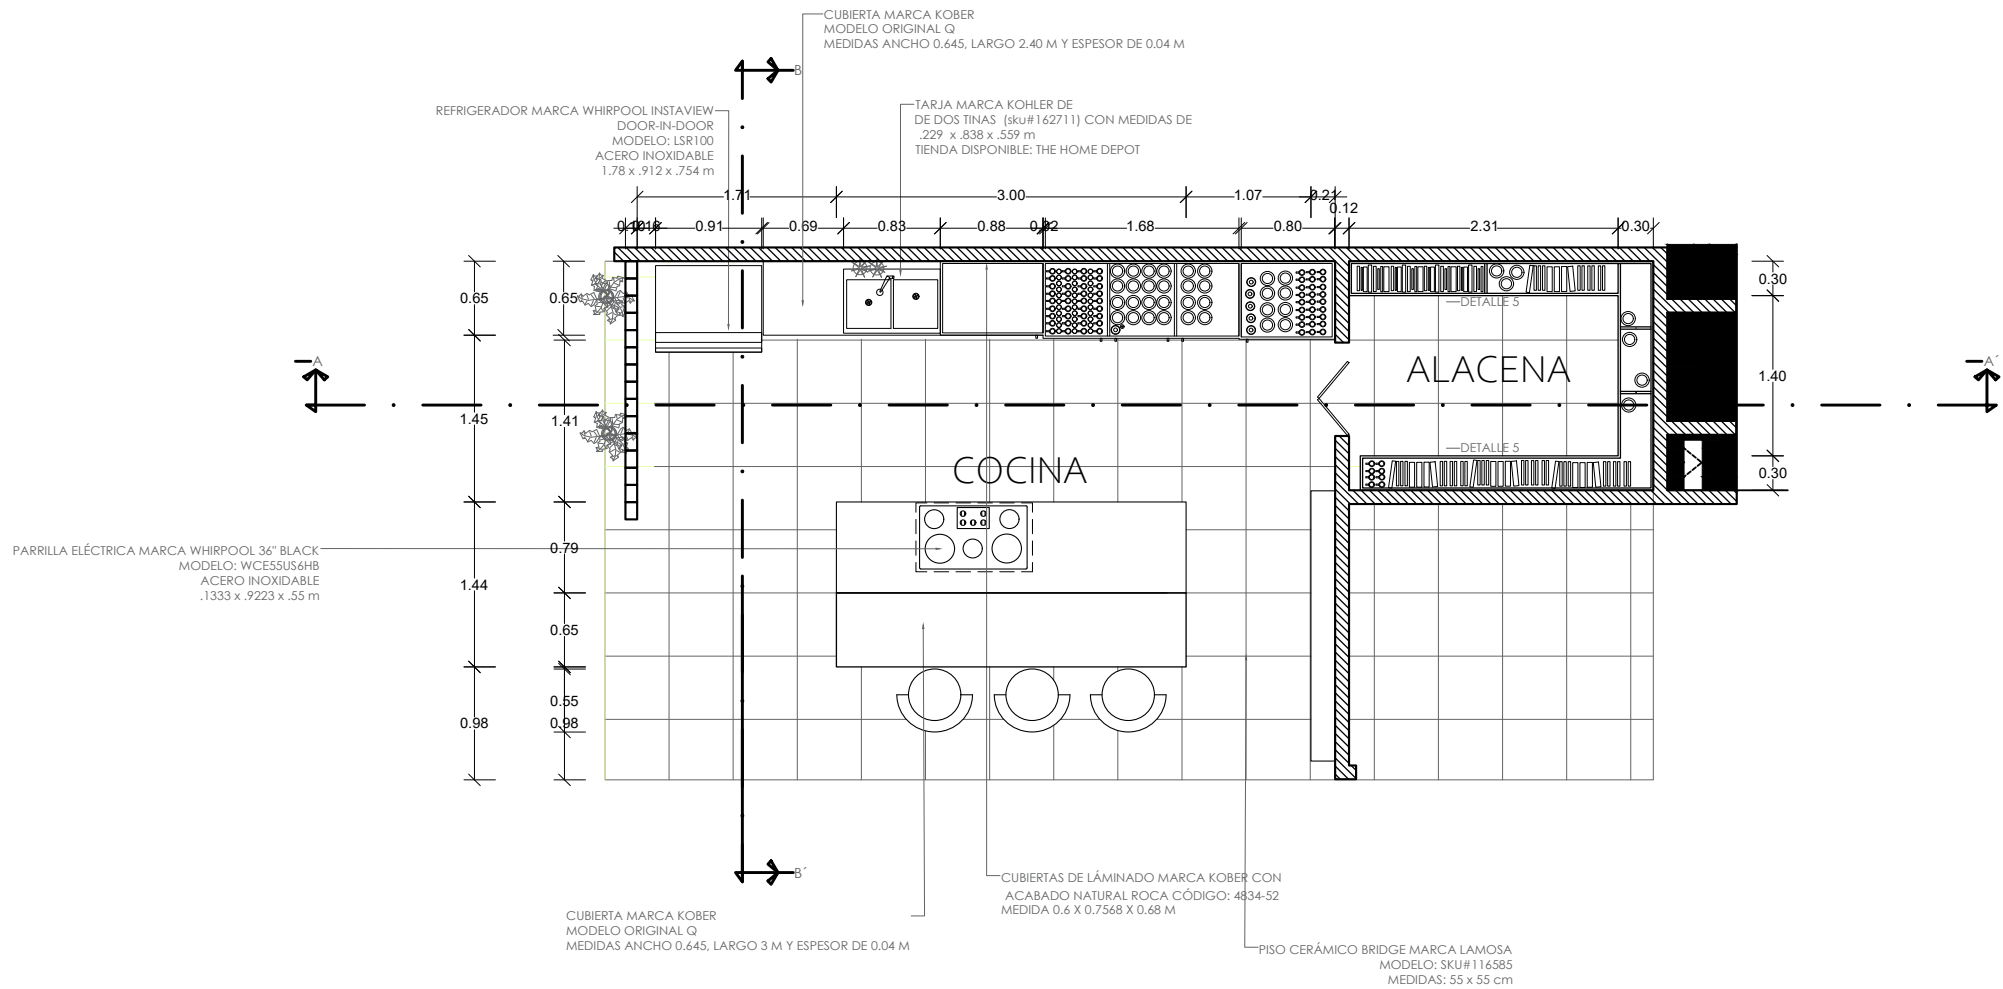 CUBIERTA MARCA KOBER
MODELO ORIGINAL Q
MEDIDAS ANCHO 0.645, LARGO 2.40 M Y ESPESOR DE 0.04 M
B
REFRIGERADOR MARCA WHIRPOOL INSTAVIEW
DOOR-IN-DOOR
MODELO: LSR100
ACERO INOXIDABLE
1.78 x .912 x .754 m
TARJA MARCA KOHLER DE
DE DOS TINAS (sku#162711) CON MEDIDAS DE
.229 x .838 x .559 m
TIENDA DISPONIBLE: THE HOME DEPOT
1.71 3.00 1.07 0.21
0.12
0.91 0.69 0.83 0.88 1.68 0.80 2.31 0.30
0.65 0.65 0.30
DETALLE 5
A ALACENA A´
1.40
1.45 1.41
DETALLE 5
COCINA 0.30
PARRILLA ELÉCTRICA MARCA WHIRPOOL 36" BLACK
MODELO: WCE55US6HB
ACERO INOXIDABLE
.1333 x .9223 x .55 m
0.79
1.44
0.65
0.55
0.98 0.98
B´
CUBIERTAS DE LÁMINADO MARCA KOBER CON
ACABADO NATURAL ROCA CÓDIGO: 4834-52
MEDIDA 0.6 X 0.7568 X 0.68 M
CUBIERTA MARCA KOBER
MODELO ORIGINAL Q
MEDIDAS ANCHO 0.645, LARGO 3 M Y ESPESOR DE 0.04 M
PISO CERÁMICO BRIDGE MARCA LAMOSA
MODELO: SKU#116585
MEDIDAS: 55 x 55 cm